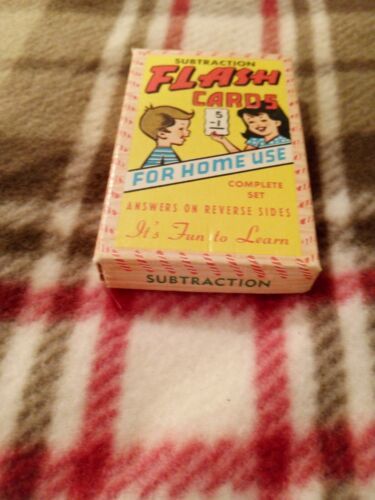 SUBTRACTION
FLASH
CARDS
5
-1
FOR HOME USE
COMPLETE
SET
ANSWERS ON REVERSE SIDES
It's Fun to Learn
SUBTRACTION